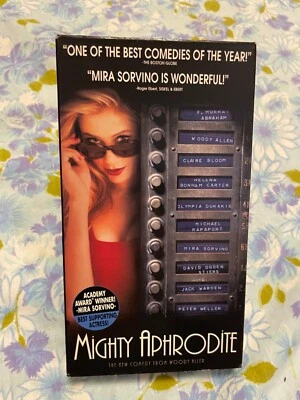 "ONE OF THE BEST COMEDIES OF THE YEAR!"
-THE BOSTON GLOBE
"MIRA SORVINO IS WONDERFUL!"
-Roger Ebert, SISKEL & EBERT
F. MURRAY
ABRAHAM
WOODY ALLEN
CLAIRE BLOOM
HELENA
BONHAM CARTER
OLYMPIA DUKAKIS
MICHAEL
RAPAPORT
MIRA SORVINO
DAVID OGDEN
STIERS
JACK WARDEN
PETER WELLER
ACADEMY
AWARD WINNER!
-MIRA SORVINO-
BEST SUPPORTING
ACTRESS!
MIGHTY APHRODITE
THE NEW COMEDY FROM WOODY ALLEN